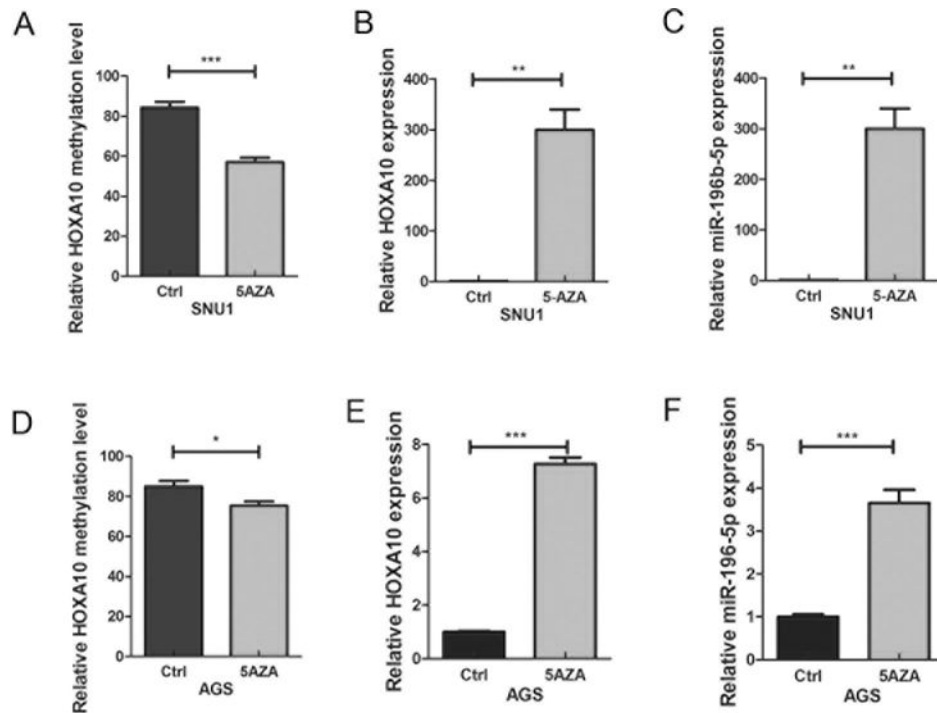 A
Relative HOXA10 methylation level
100
80
60
40
20
0
***
Ctrl
5AZA
SNU1
B
Relative HOXA10 expression
400
300
200
100
0
**
Ctrl
5-AZA
SNU1
C
Relative miR-196b-5p expression
400
300
200
100
0
**
Ctrl
5-AZA
SNU1
D
Relative HOXA10 methylation level
100
80
60
40
20
0
*
Ctrl
5AZA
AGS
E
Relative HOXA10 expression
8
6
4
2
0
***
Ctrl
5AZA
AGS
F
Relative miR-196-5p expression
5
4
3
2
1
0
***
Ctrl
5AZA
AGS